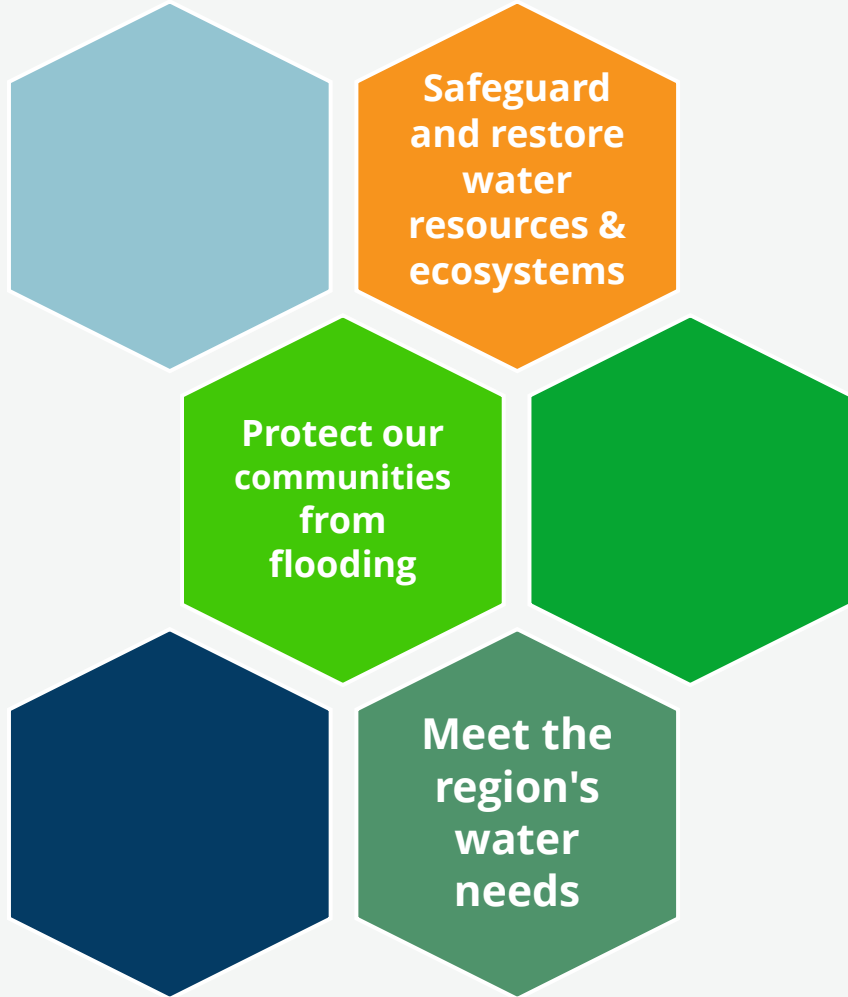 Safeguard
and restore
water
resources &
ecosystems
Protect our
communities
from
flooding
Meet the
region's
water
needs